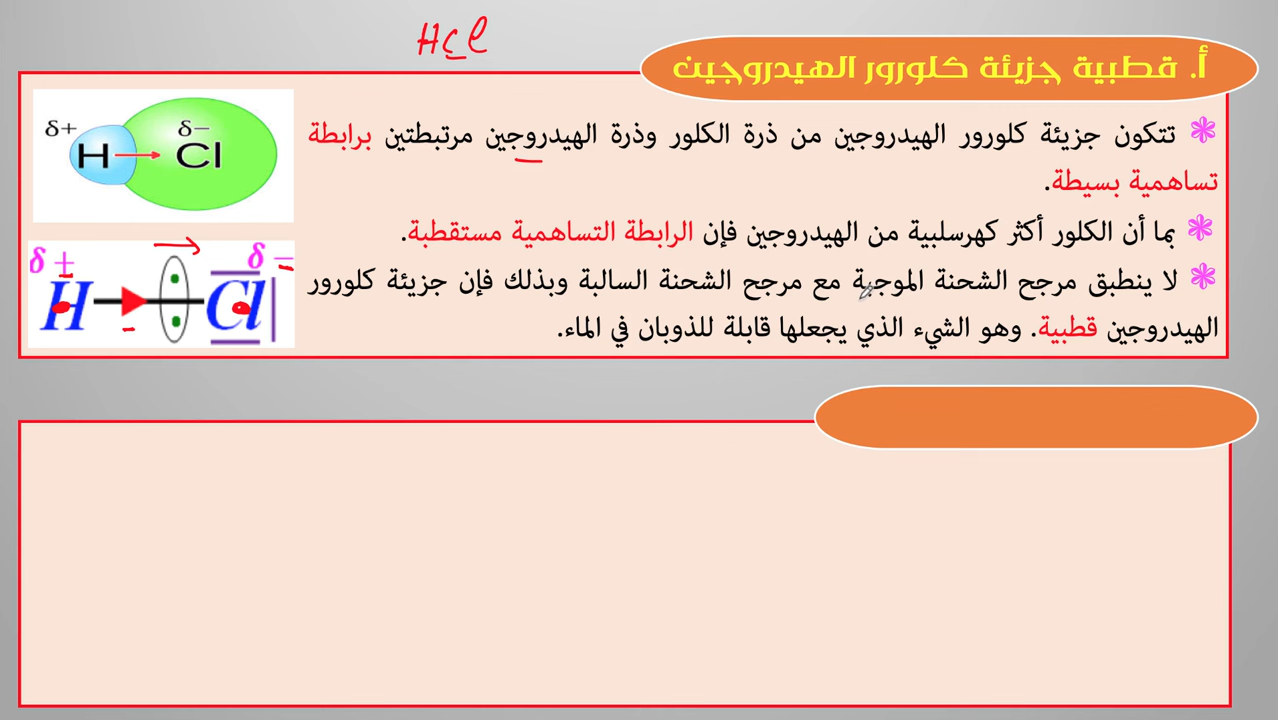 HCl
أ. قطبية جزيئة كلورور الهيدروجين
تتكون جزيئة كلورور الهيدروجين من ذرة الكلور وذرة الهيدروجين مرتبطتين برابطة
تساهمية بسيطة.
بما أن الكلور أكثر كهرسلبية من الهيدروجين فإن الرابطة التساهمية مستقطبة.
لا ينطبق مرجح الشحنة الموجبة مع مرجح الشحنة السالبة وبذلك فإن جزيئة كلورور
الهيدروجين قطبية. وهو الشيء الذي يجعلها قابلة للذوبان في الماء.
δ+ δ−
H Cl
δ+ δ−
H Cl